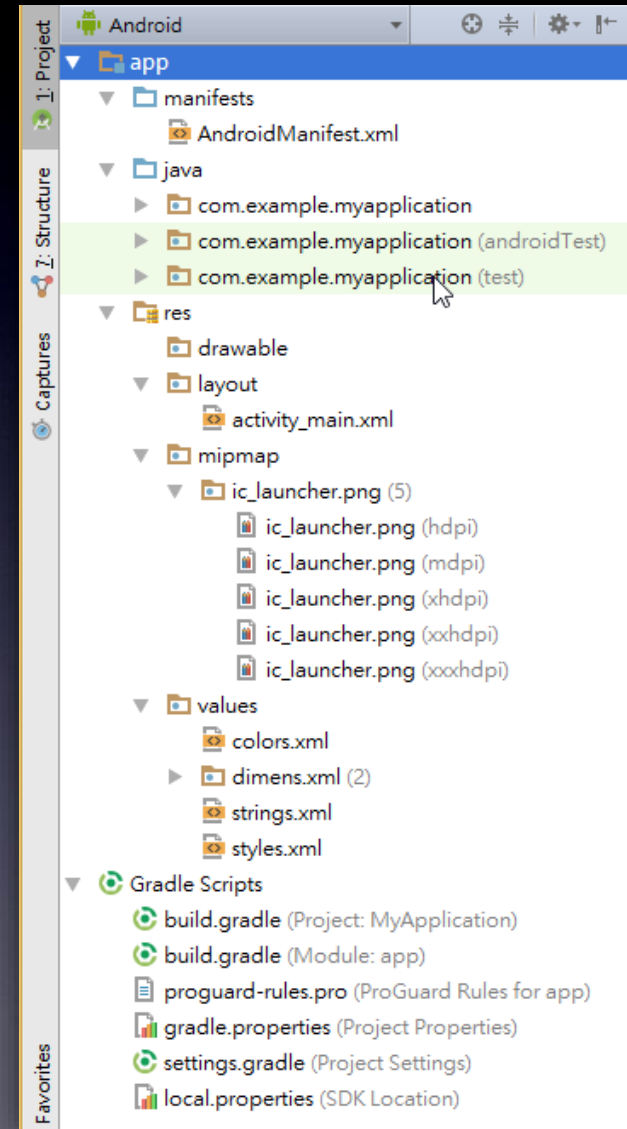 Android
1: Project
7: Structure
Captures
Favorites
app
manifests
AndroidManifest.xml
java
com.example.myapplication
com.example.myapplication (androidTest)
com.example.myapplication (test)
res
drawable
layout
activity_main.xml
mipmap
ic_launcher.png (5)
ic_launcher.png (hdpi)
ic_launcher.png (mdpi)
ic_launcher.png (xhdpi)
ic_launcher.png (xxhdpi)
ic_launcher.png (xxxhdpi)
values
colors.xml
dimens.xml (2)
strings.xml
styles.xml
Gradle Scripts
build.gradle (Project: MyApplication)
build.gradle (Module: app)
proguard-rules.pro (ProGuard Rules for app)
gradle.properties (Project Properties)
settings.gradle (Project Settings)
local.properties (SDK Location)